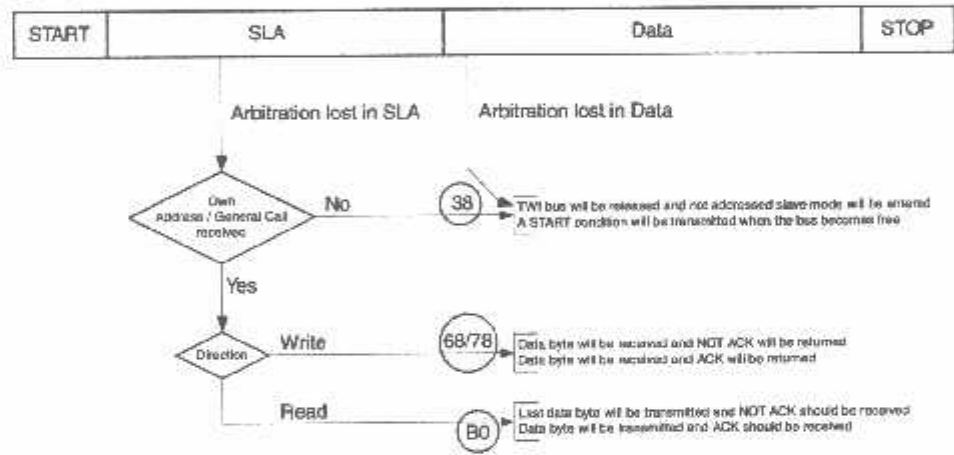 START SLA Data STOP
Arbitration lost in SLA Arbitration lost in Data
Own
Address / General Call
received
No
38
TWI bus will be released and not addressed slave mode will be entered
A START condition will be transmitted when the bus becomes free
Yes
Direction
Write
68/78
Data byte will be received and NOT ACK will be returned
Data byte will be received and ACK will be returned
Read
B0
Last data byte will be transmitted and NOT ACK should be received
Data byte will be transmitted and ACK should be received